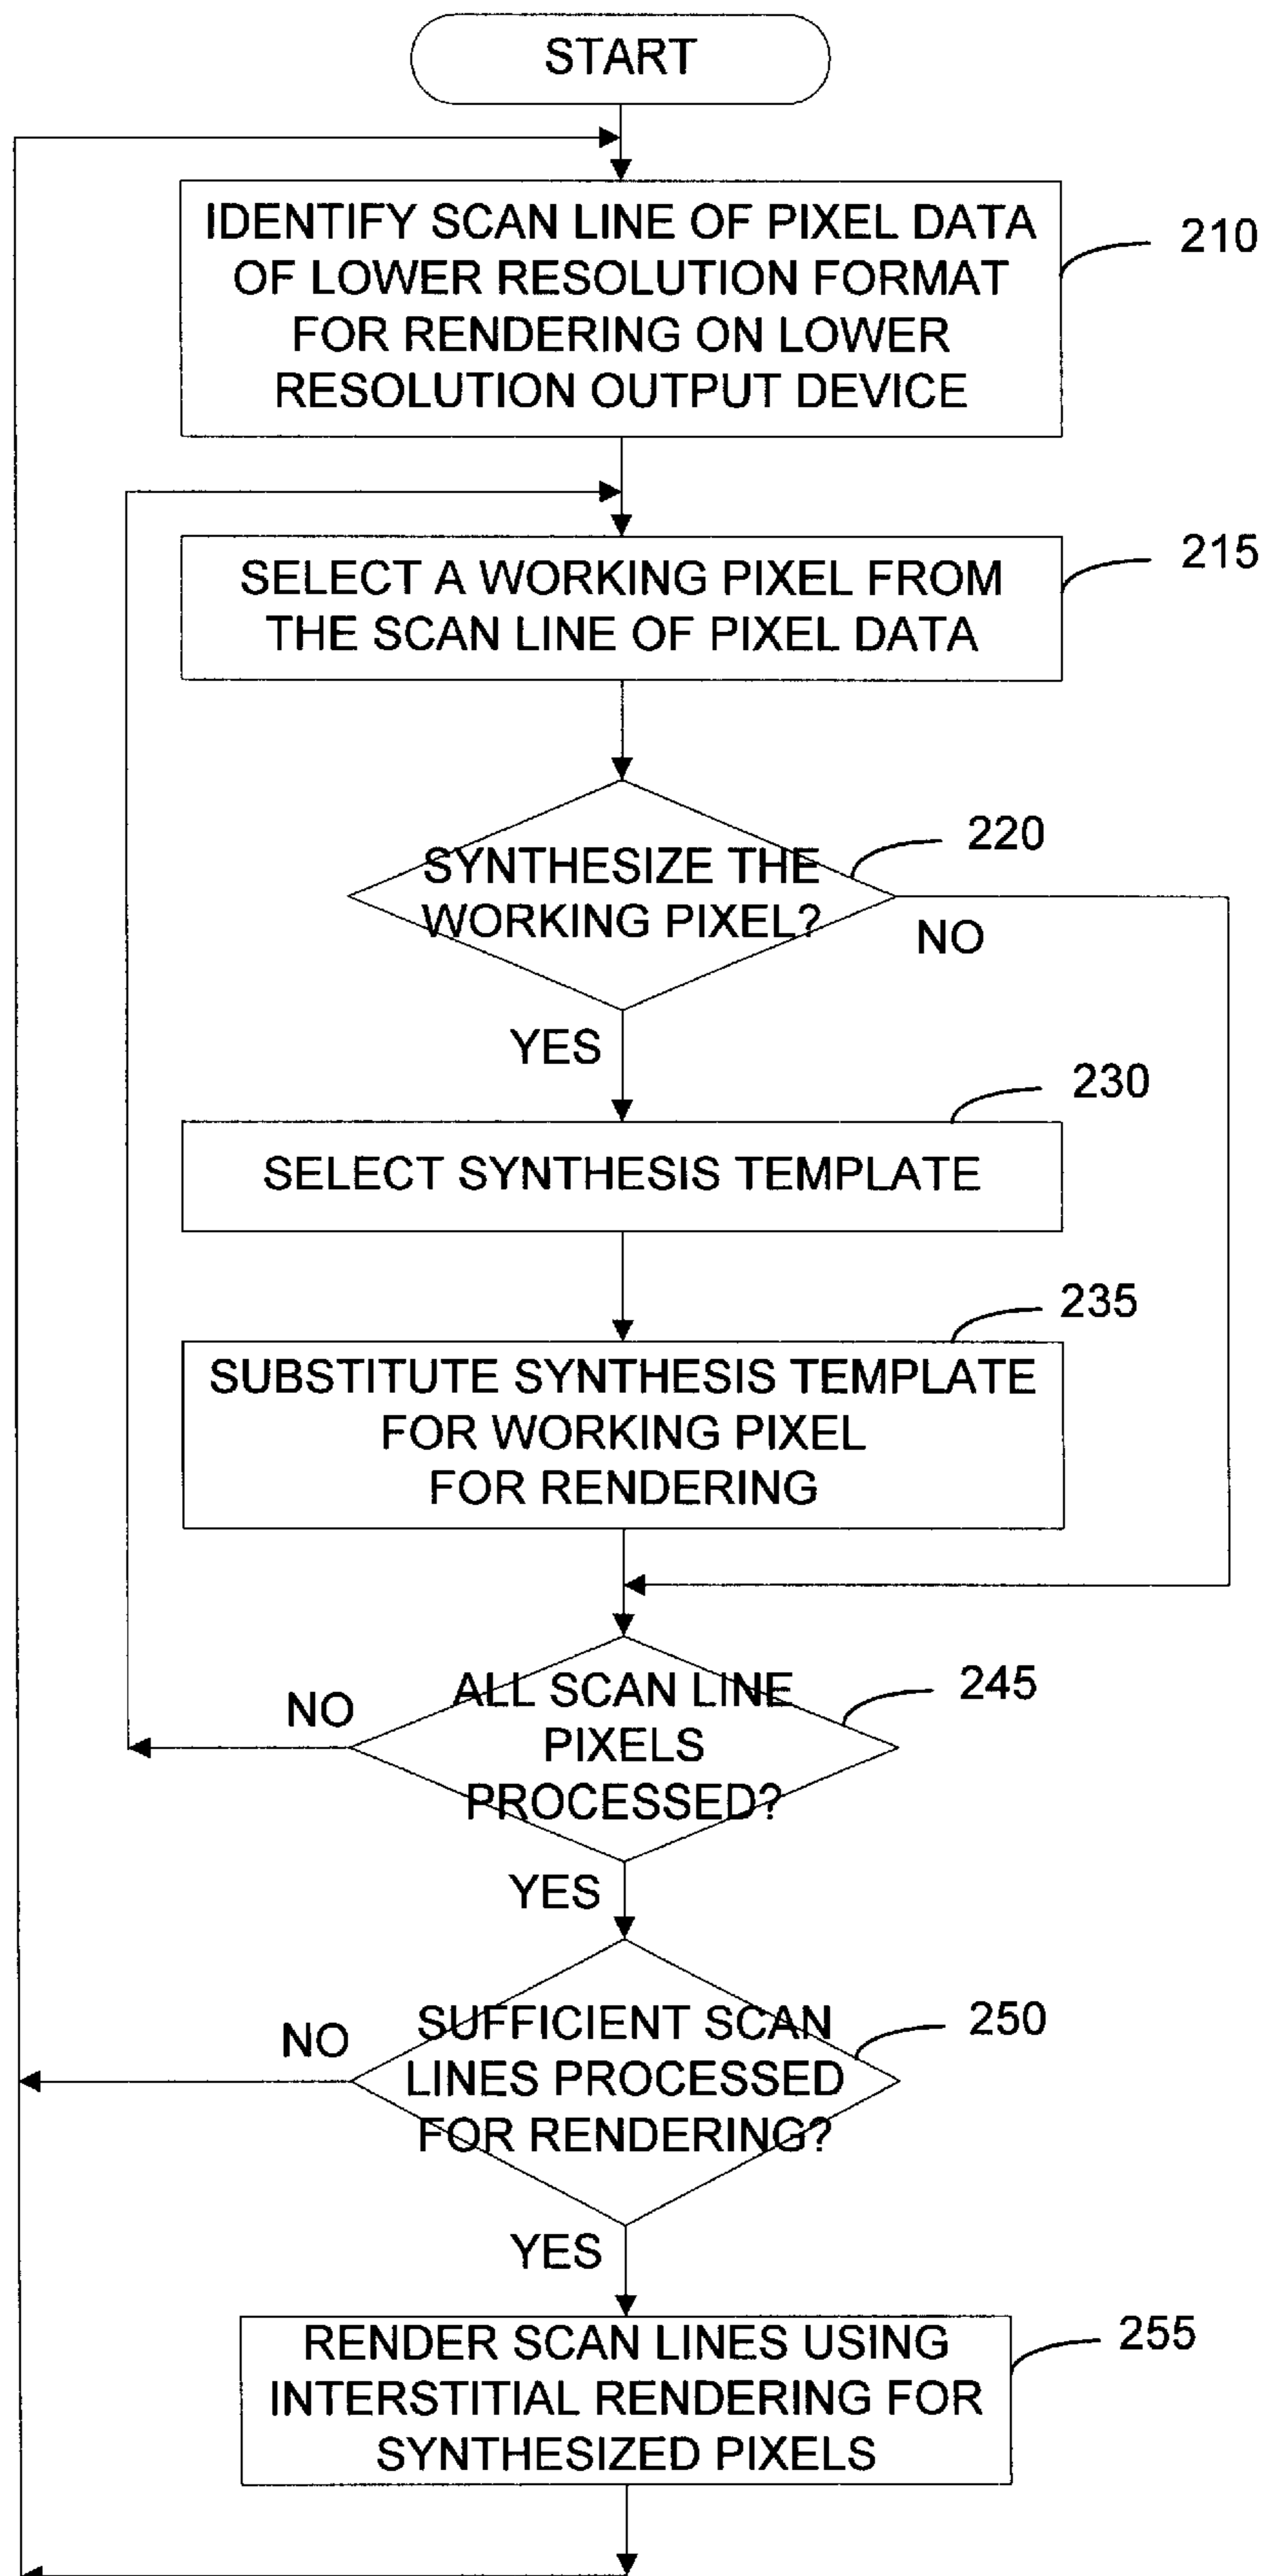 START
IDENTIFY SCAN LINE OF PIXEL DATA
OF LOWER RESOLUTION FORMAT
FOR RENDERING ON LOWER
RESOLUTION OUTPUT DEVICE
210
SELECT A WORKING PIXEL FROM
THE SCAN LINE OF PIXEL DATA
215
SYNTHESIZE THE
WORKING PIXEL?
220
NO
YES
230
SELECT SYNTHESIS TEMPLATE
235
SUBSTITUTE SYNTHESIS TEMPLATE
FOR WORKING PIXEL
FOR RENDERING
ALL SCAN LINE
PIXELS
PROCESSED?
245
NO
YES
SUFFICIENT SCAN
LINES PROCESSED
FOR RENDERING?
250
NO
YES
RENDER SCAN LINES USING
INTERSTITIAL RENDERING FOR
SYNTHESIZED PIXELS
255